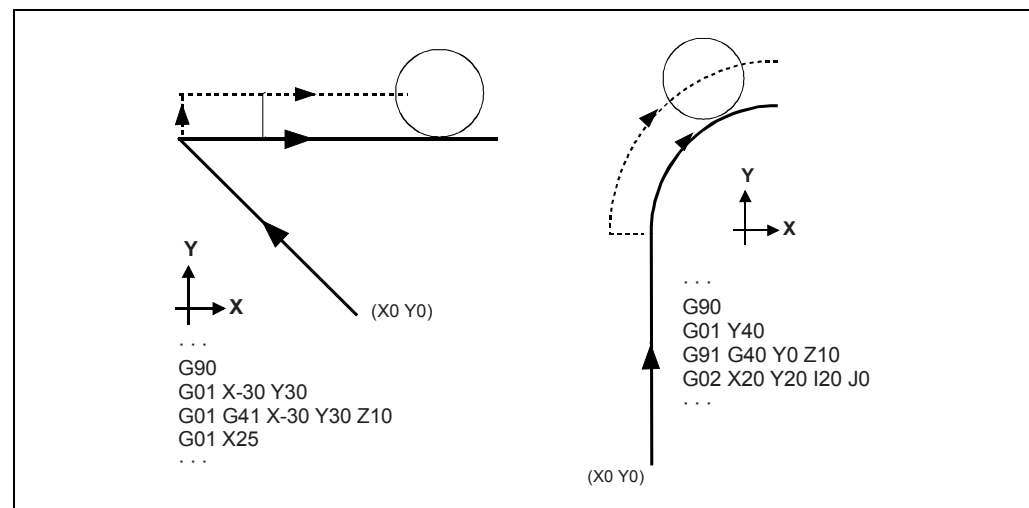 (X0 Y0)
Y
X
. . .
G90
G01 X-30 Y30
G01 G41 X-30 Y30 Z10
G01 X25
. . .
Y
X
. . .
G90
G01 Y40
G91 G40 Y0 Z10
G02 X20 Y20 I20 J0
. . .
(X0 Y0)